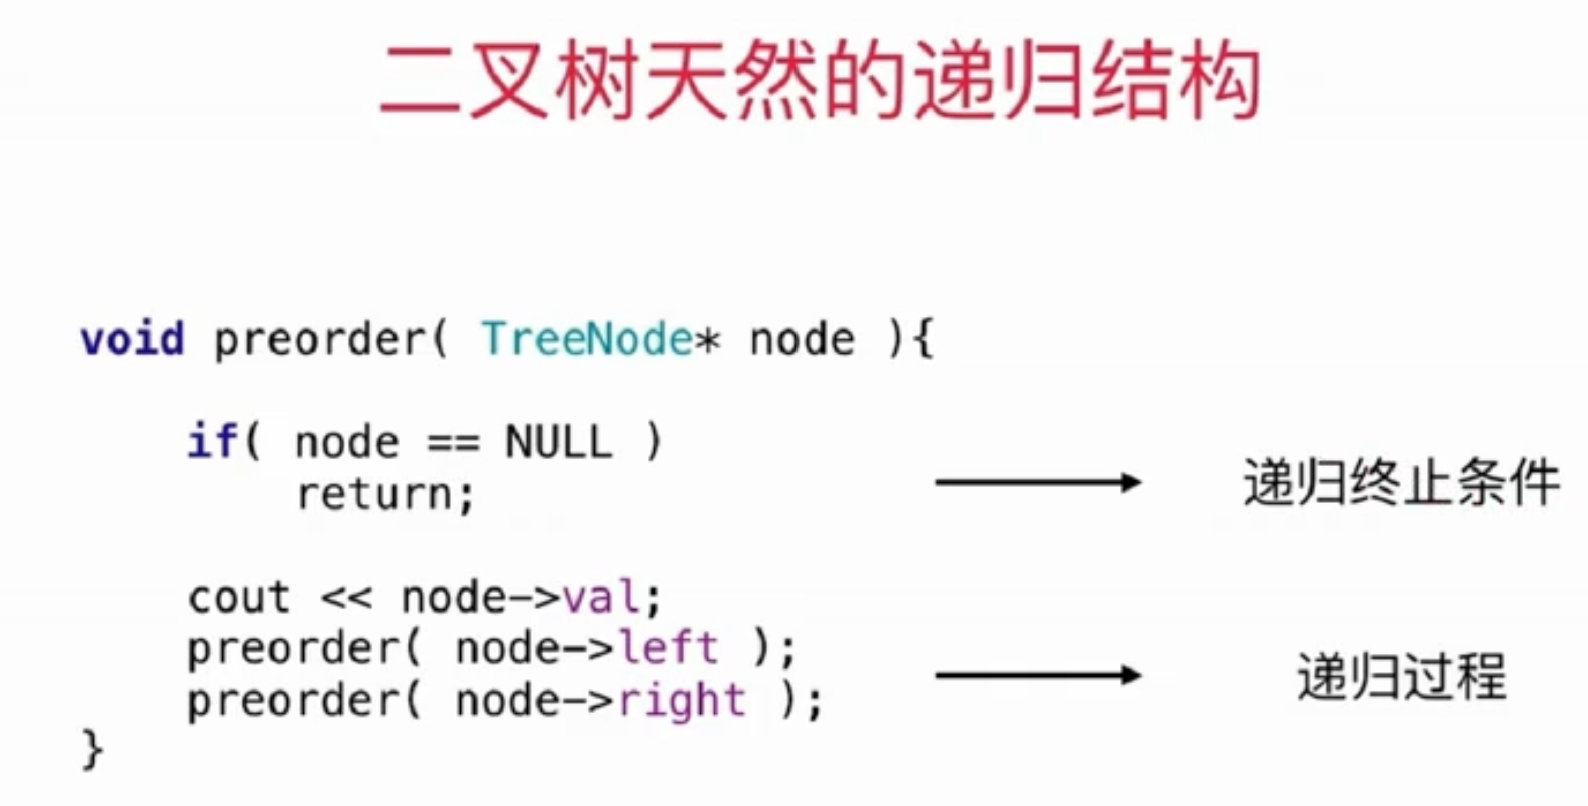 二叉树天然的递归结构
void preorder( TreeNode* node ){
if( node == NULL )
return;
递归终止条件
cout << node->val;
preorder( node->left );
preorder( node->right );
递归过程
}